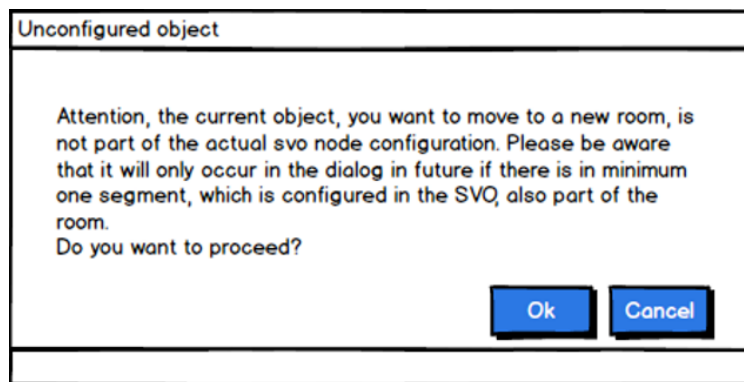 Unconfigured object
Attention, the current object, you want to move to a new room, is
not part of the actual svo node configuration. Please be aware
that it will only occur in the dialog in future if there is in minimum
one segment, which is configured in the SVO, also part of the
room.
Do you want to proceed?
Ok
Cancel